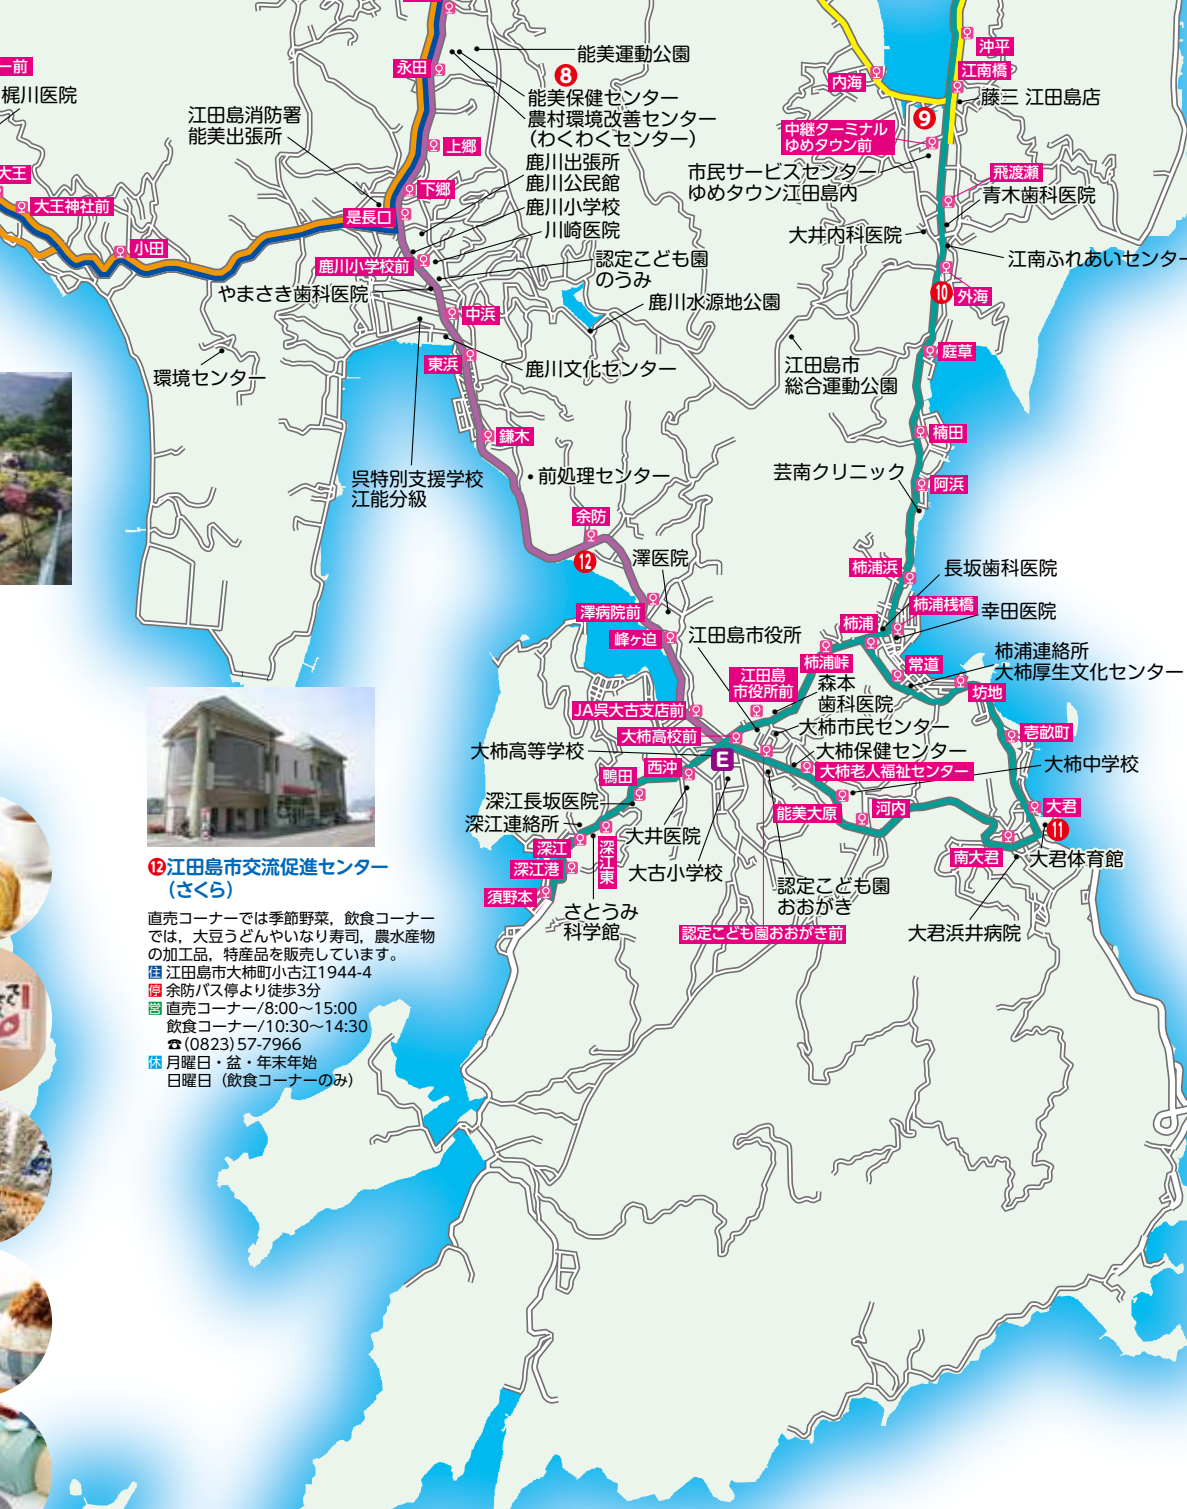 能美運動公園
永田
一前
梶川医院
8
能美保健センター
農村環境改善センター
（わくわくセンター）
江田島消防署
能美出張所
上郷
鹿川出張所
鹿川公民館
大王
大王神社前
下郷
是長口
鹿川小学校
川崎医院
小田
鹿川小学校前
認定こども園
のうみ
やまさき歯科医院
鹿川水源地公園
中浜
東浜
鹿川文化センター
環境センター
鎌木
呉特別支援学校
江能分級
前処理センター
余防
12
澤医院
澤病院前
峰ヶ迫
沖平
江南橋
内海
藤三 江田島店
9
中継ターミナル
ゆめタウン前
市民サービスセンター
ゆめタウン江田島内
飛渡瀬
青木歯科医院
大井内科医院
江南ふれあいセンター
10
外海
庭草
江田島市
総合運動公園
楠田
芸南クリニック
阿浜
柿浦浜
長坂歯科医院
柿浦桟橋
幸田医院
柿浦
江田島市役所
柿浦峠
常道
柿浦連絡所
大柿厚生文化センター
江田島
市役所前
森本
歯科医院
坊地
JA呉大古支店前
大柿市民センター
壱畝町
大柿高校前
大柿高等学校
大柿保健センター
E
西沖
大柿老人福祉センター
大柿中学校
鴨田
深江長坂医院
能美大原
河内
大君
深江連絡所
大井医院
11
深江
深江東
南大君
大君体育館
深江港
大古小学校
須野本
認定こども園
おおがき
さとうみ
科学館
認定こども園おおがき前
大君浜井病院
12江田島市交流促進センター
（さくら）
直売コーナーでは季節野菜，飲食コーナー
では，大豆うどんやいなり寿司，農水産物
の加工品，特産品を販売しています。
住 江田島市大柿町小古江1944-4
停 余防バス停より徒歩3分
営 直売コーナー/8:00〜15:00
飲食コーナー/10:30〜14:30
☎(0823)57-7966
休 月曜日・盆・年末年始
日曜日（飲食コーナーのみ）